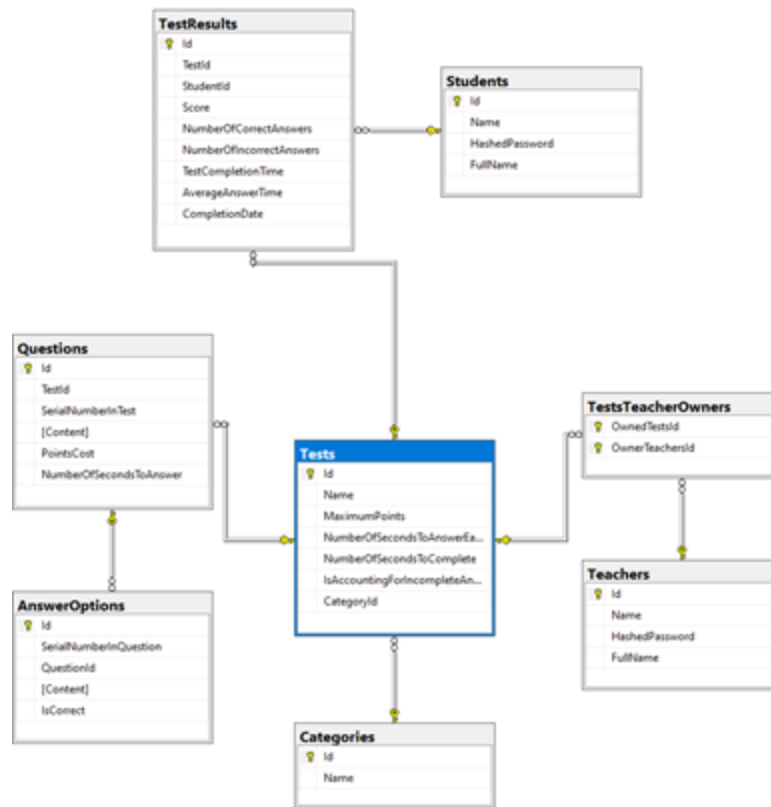 TestResults
Id
TestId
StudentId
Score
NumberOfCorrectAnswers
NumberOfIncorrectAnswers
TestCompletionTime
AverageAnswerTime
CompletionDate
Students
Id
Name
HashedPassword
FullName
Questions
Id
TestId
SerialNumberInTest
[Content]
PointsCost
NumberOfSecondsToAnswer
TestsTeacherOwners
OwnedTestsId
OwnerTeachersId
Tests
Id
Name
MaximumPoints
NumberOfSecondsToAnswerEa...
NumberOfSecondsToComplete
IsAccountingForIncompleteAn...
CategoryId
Teachers
Id
Name
HashedPassword
FullName
AnswerOptions
Id
SerialNumberInQuestion
QuestionId
[Content]
IsCorrect
Categories
Id
Name